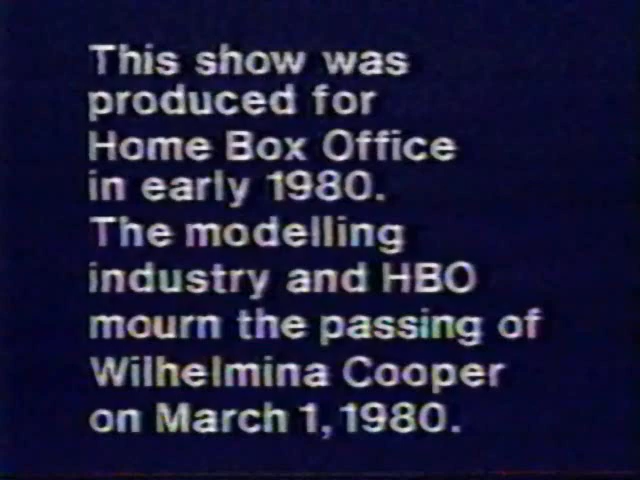 This show was
produced for
Home Box Office
in early 1980.
The modelling
industry and HBO
mourn the passing of
Wilhelmina Cooper
on March 1, 1980.